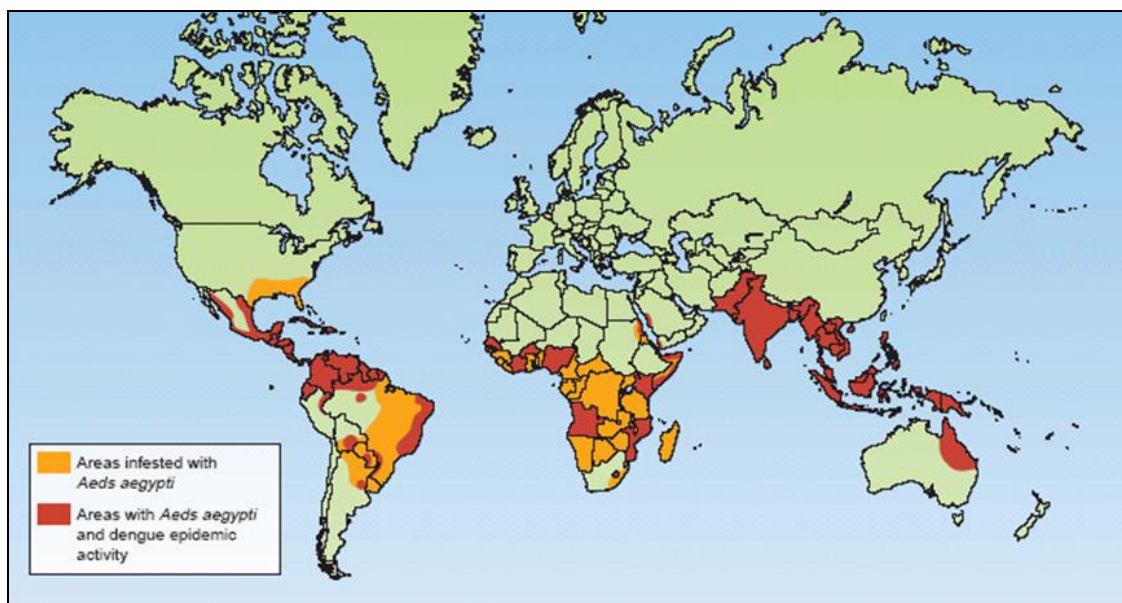 Areas infested with
Aeds aegypti
Areas with Aeds aegypti
and dengue epidemic
activity